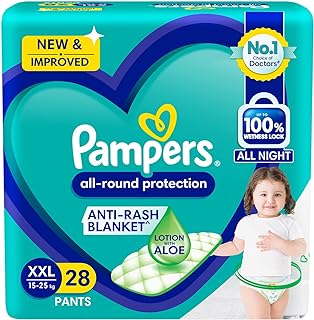 NEW &
IMPROVED
No.1
Choice of
Doctors*
Pampers®
up to
100%
WETNESS LOCK
ALL NIGHT
all-round protection
ANTI-RASH
BLANKET^
LOTION WITH
ALOE
XXL
15-25 kg
28
PANTS